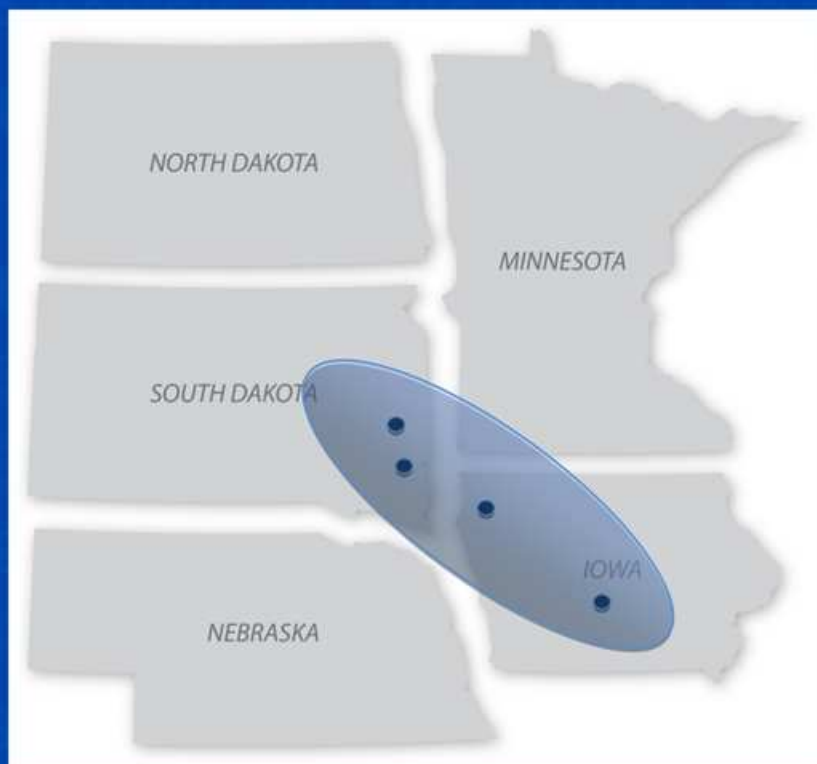 NORTH DAKOTA
MINNESOTA
SOUTH DAKOTA
IOWA
NEBRASKA